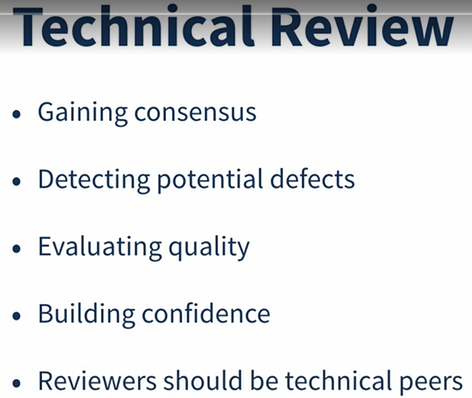 Technical Review
• Gaining consensus
• Detecting potential defects
• Evaluating quality
• Building confidence
• Reviewers should be technical peers